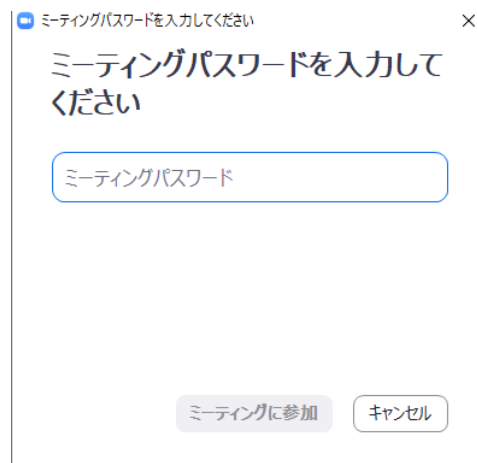 ミーティングパスワードを入力してください
ミーティングパスワードを入力して
ください
ミーティングパスワード
ミーティングに参加
キャンセル